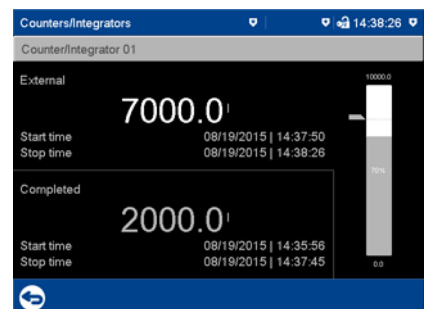 Counters/Integrators 14:38:26
Counter/Integrator 01
External
10000.0
7000.0 l
Start time 08/19/2015 | 14:37:50
Stop time 08/19/2015 | 14:38:26
70%
Completed
2000.0 l
Start time 08/19/2015 | 14:35:56
Stop time 08/19/2015 | 14:37:45
0.0